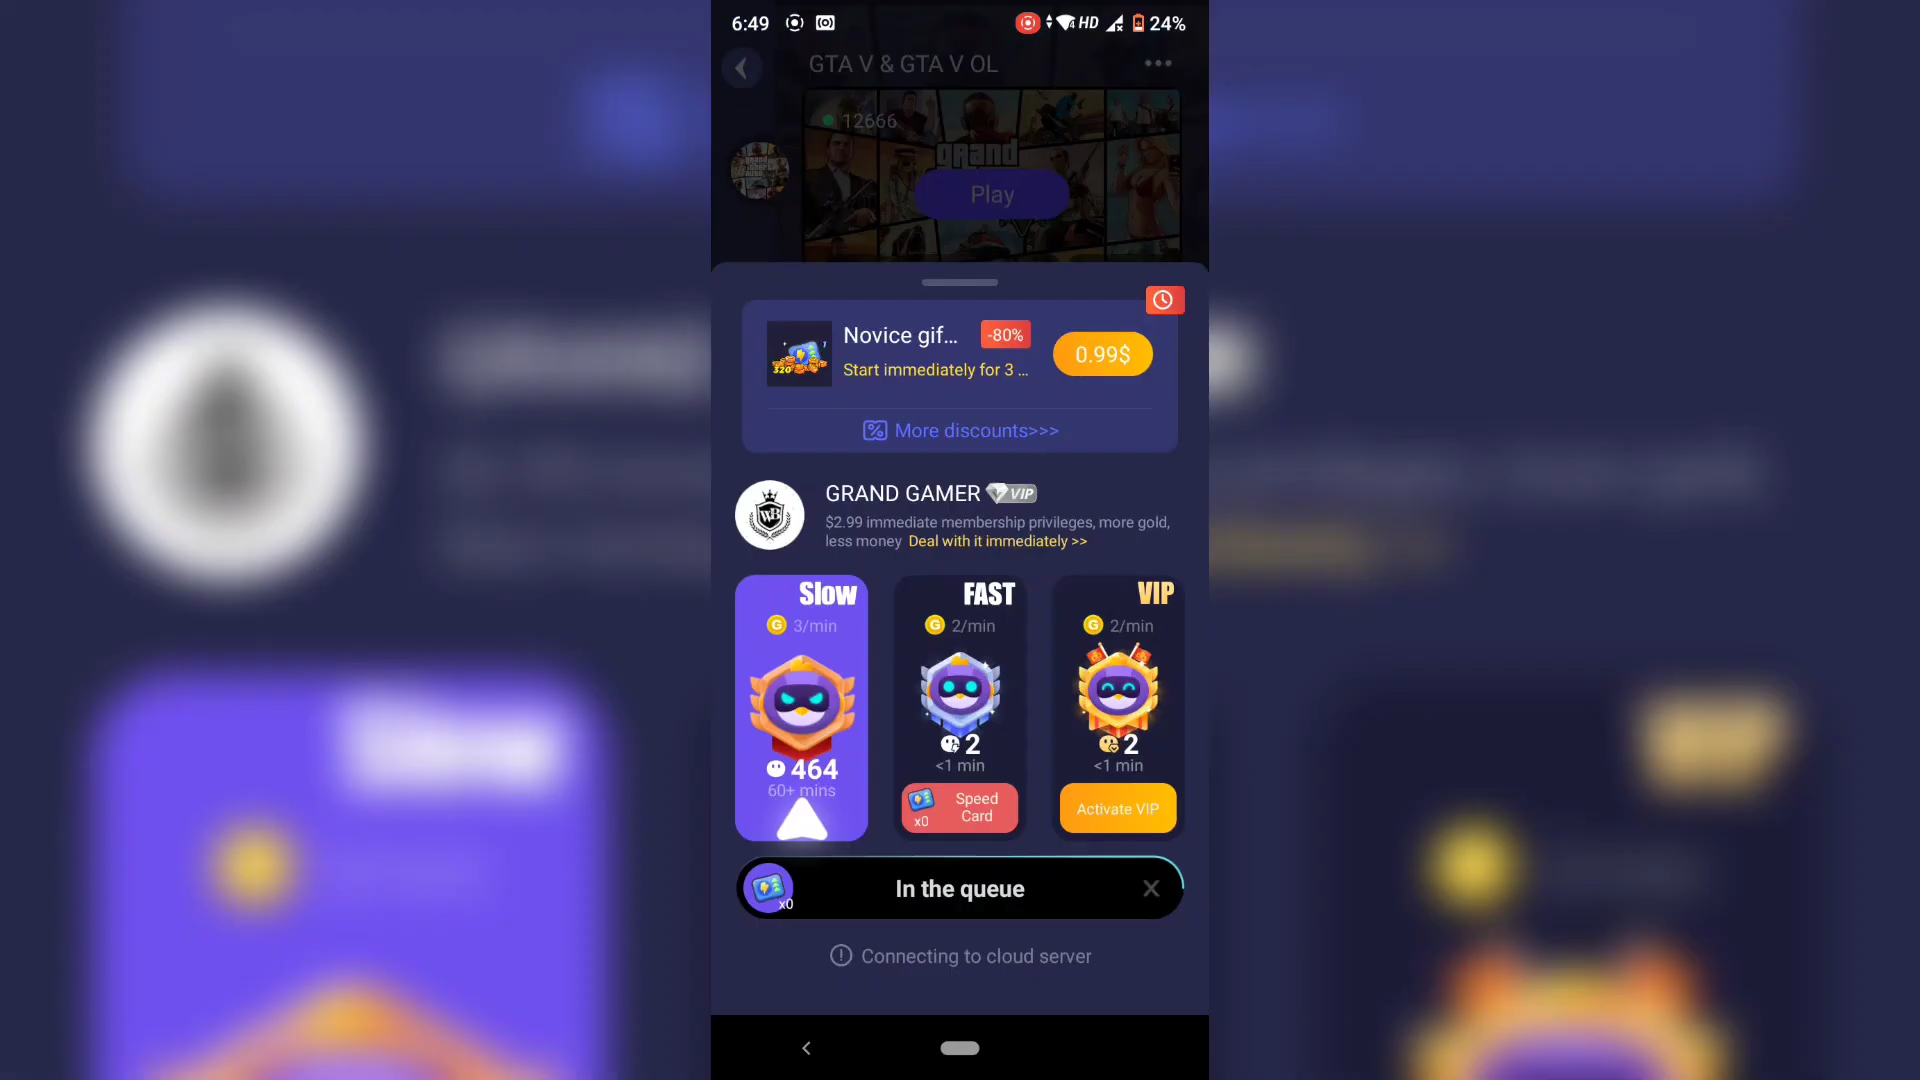 6:49
HD
24%
GTA V & GTA V OL
12666
grand
Play
Novice gif...
-80%
0.99$
320
Start immediately for 3 ...
More discounts>>>
GRAND GAMER
VIP
$2.99 immediate membership privileges, more gold,
less money Deal with it immediately >>
Slow
FAST
VIP
G 3/min
G 2/min
G 2/min
464
60+ mins
2
<1 min
2
<1 min
x0
Speed
Card
Activate VIP
x0
In the queue
X
Connecting to cloud server